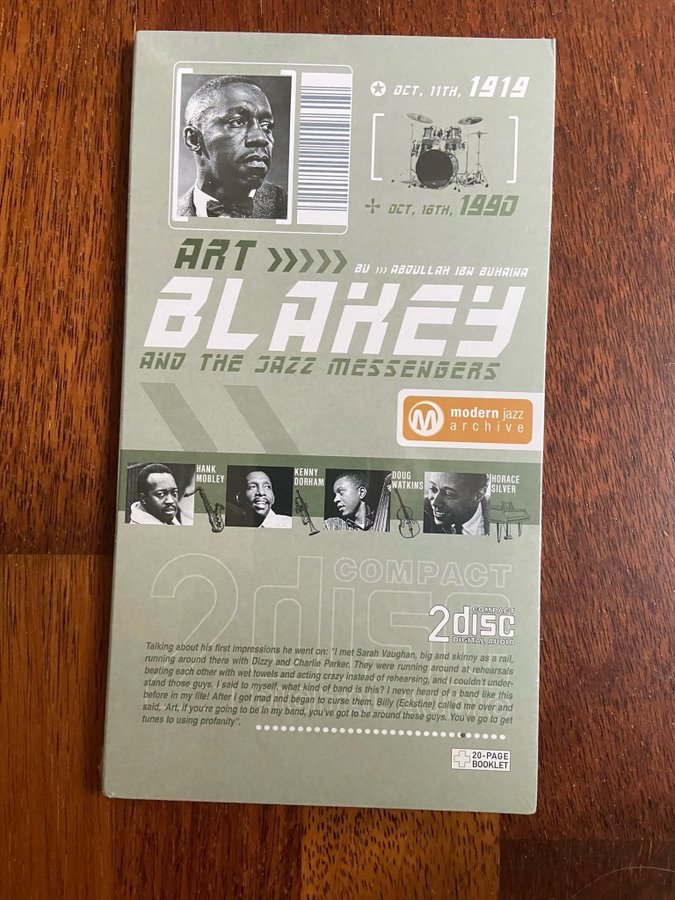 OCT, 11TH, 1919
OCT, 16TH, 1990
ART >>>>>
BU >>> ABDULLAH IBN BUHAINA
BLAKEY
AND THE JAZZ MESSENGERS
M modern jazz
archive
HANK
MOBLEY
KENNY
DORHAM
DOUG
WATKINS
HORACE
SILVER
COMPACT
2disc
COMPACT
2disc
DIGITAL AUDIO
Talking about his first impressions he went on: "I met Sarah Vaughan, big and skinny as a rail,
running around there with Dizzy and Charlie Parker. They were running around at rehearsals
beating each other with wet towels and acting crazy instead of rehearsing, and I couldn't under-
stand those guys. I said to myself, what kind of band is this? I never heard of a band like this
before in my life! After I got mad and began to curse them, Billy (Eckstine) called me over and
said, 'Art, if you're going to be in my band, you've got to be around these guys. You've go to get
tunes to using profanity".
20-PAGE
BOOKLET